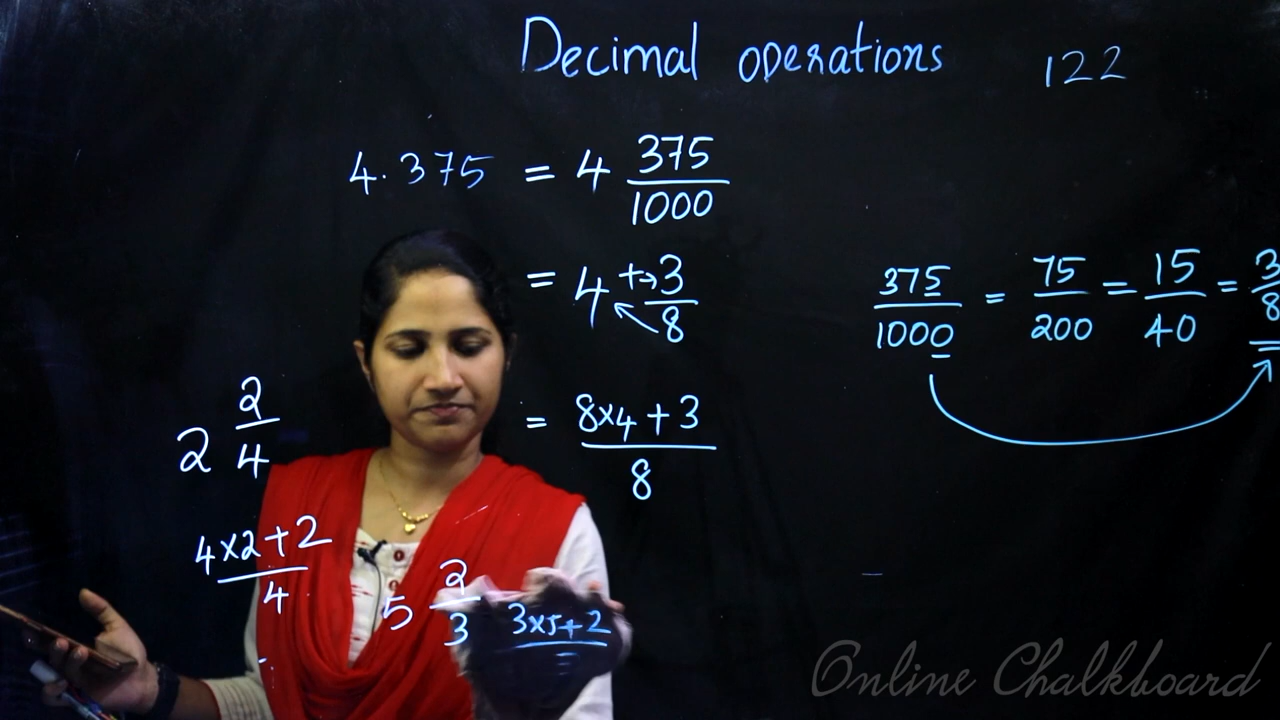 Decimal operations 122
4.375 = 4 375/1000
= 4 + 3/8
375/1000 = 75/200 = 15/40 = 3/8
2 2/4
= 8×4+3/8
4×2+2/4
5 2/3 3×5+2
Online Chalkboard